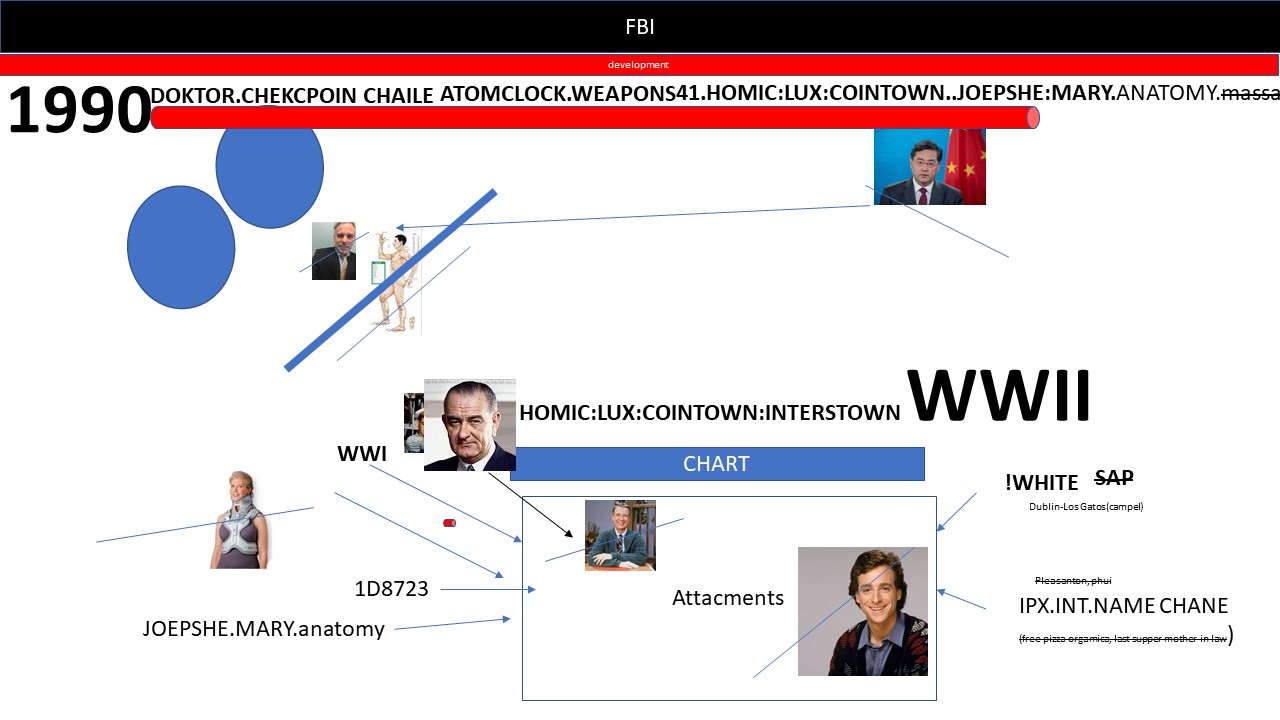 FBI
development
1990
DOKTOR.CHEKCPOIN CHAILE ATOMCLOCK.WEAPONS41.HOMIC:LUX:COINTOWN..JOEPSHE:MARY.ANATOMY.massa
HOMIC:LUX:COINTOWN:INTERSTOWN WWII
WWI
CHART
!WHITE SAP
Dublin-Los Gatos(campel)
Pleasanton, phui
1D8723
Attacments
IPX.INT.NAME CHANE
JOEPSHE.MARY.anatomy
(free pizza orgamica, last supper mother in law)